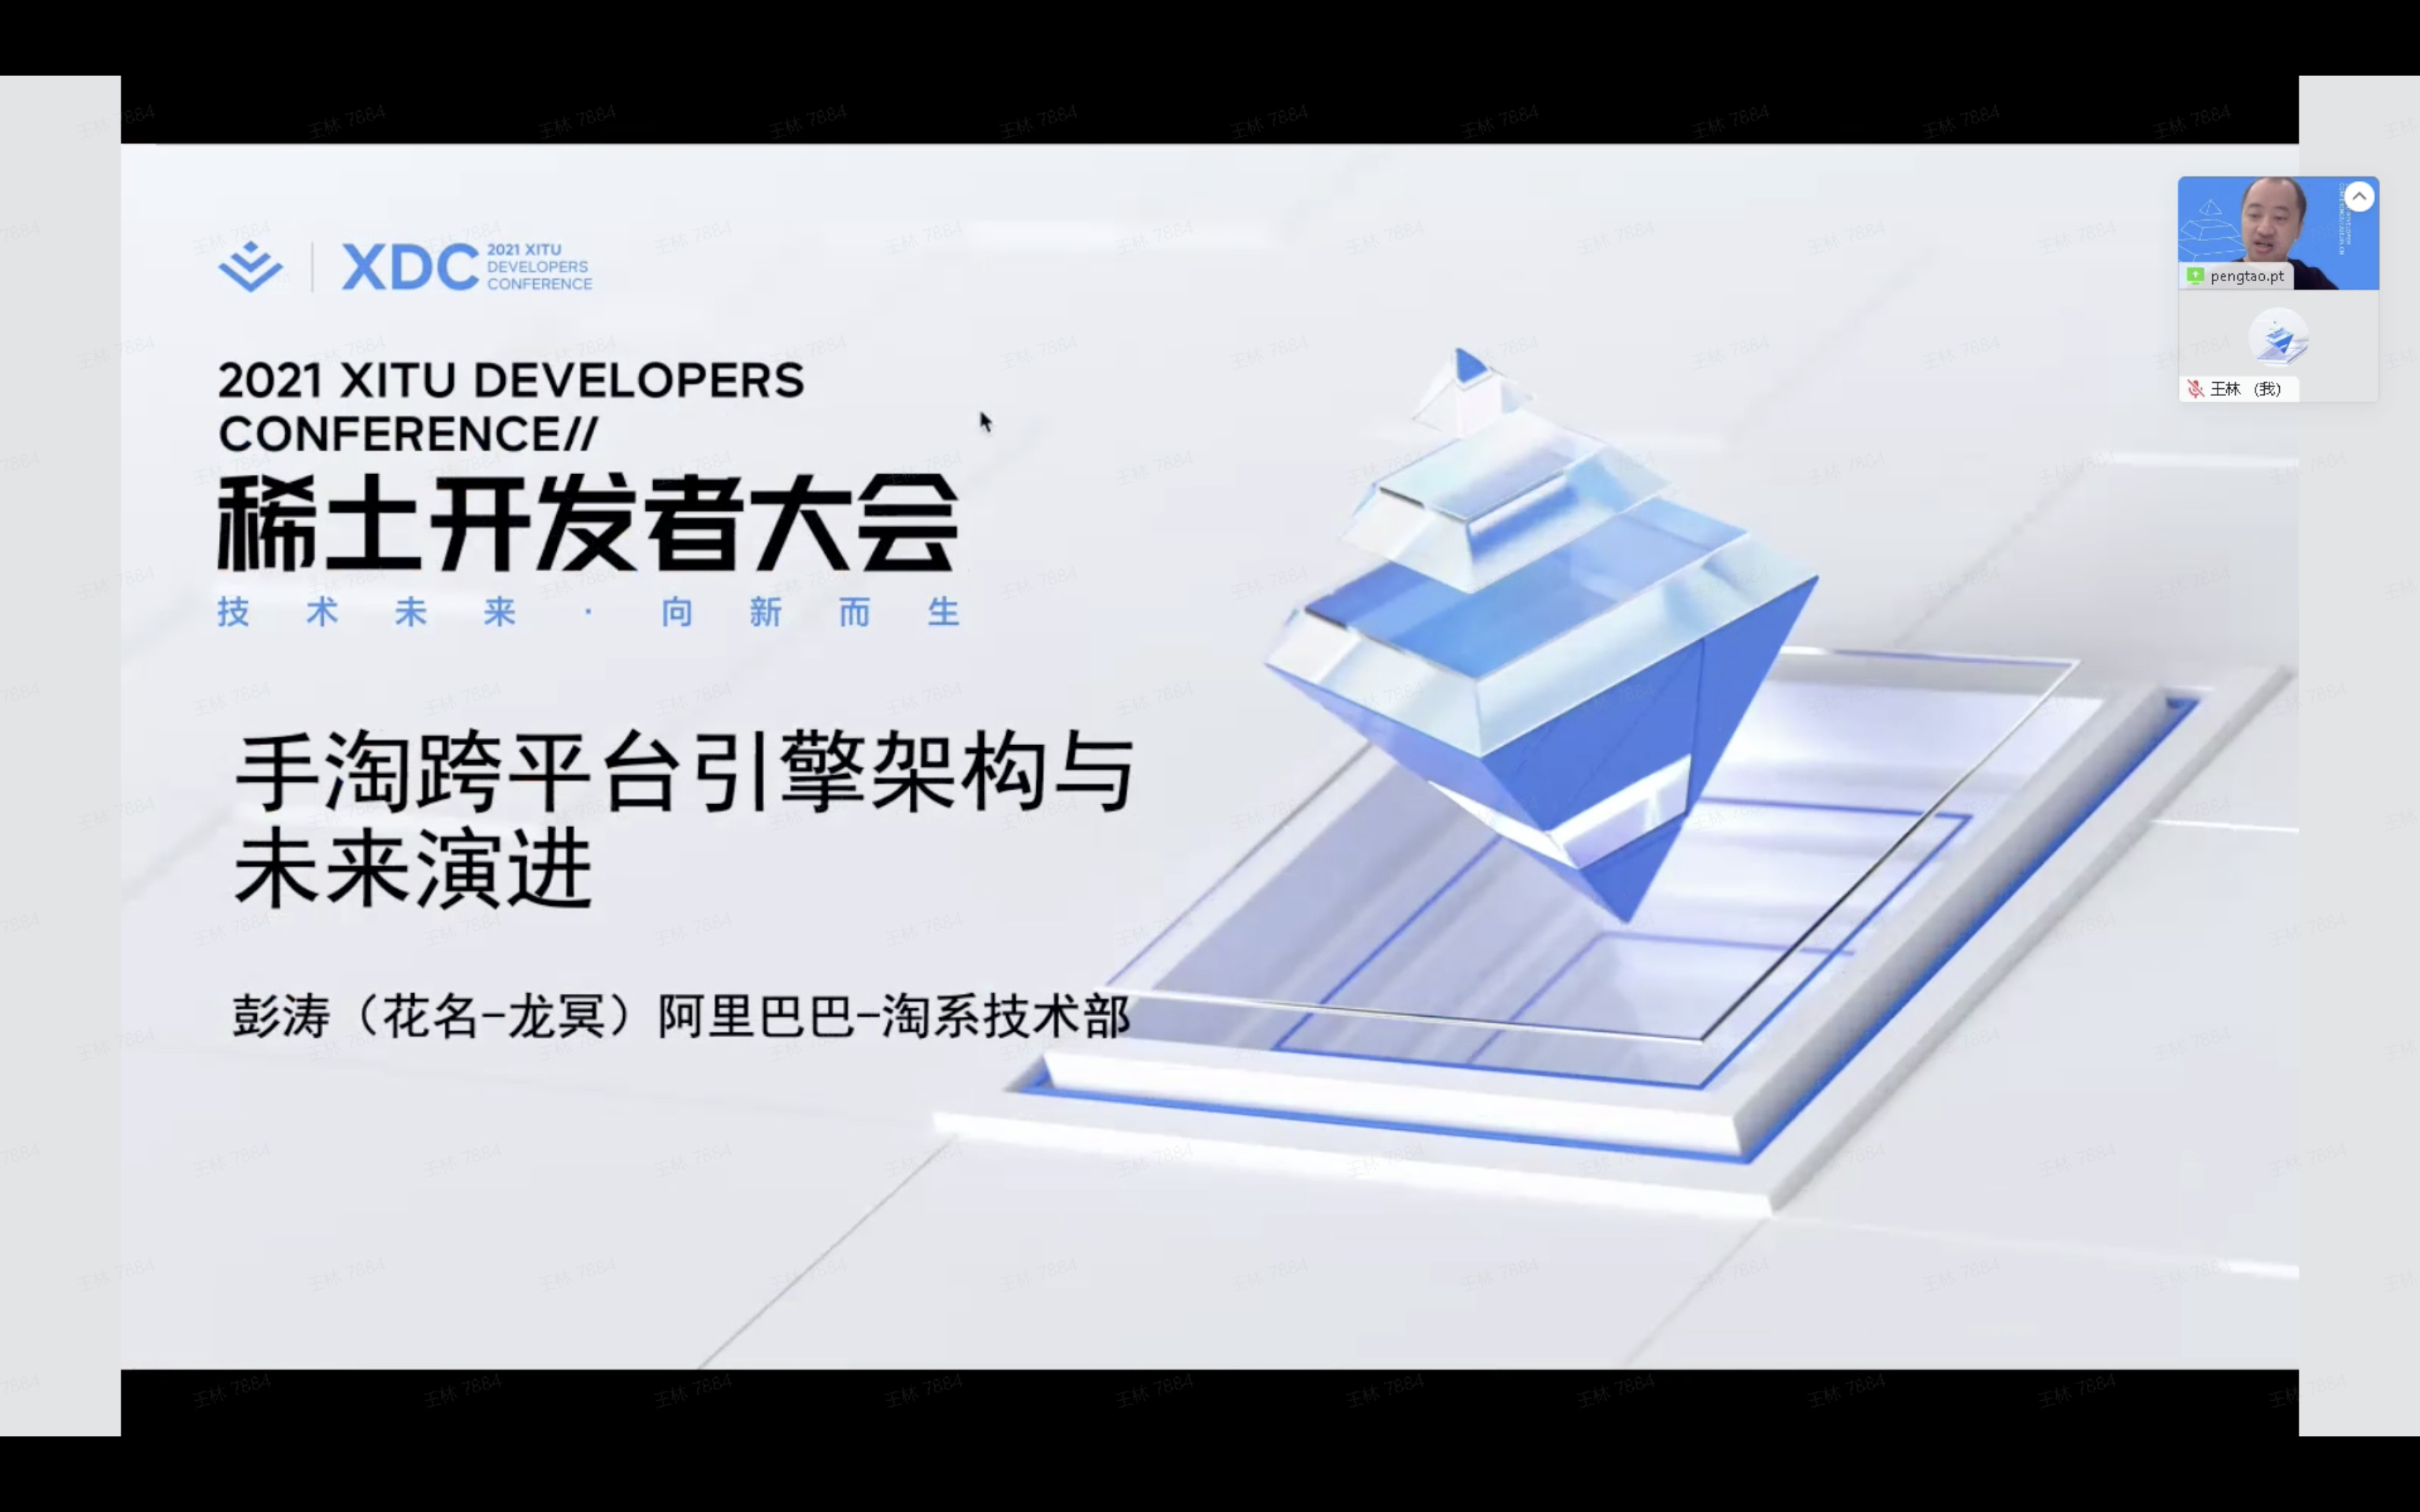 XDC
2021 XITU
DEVELOPERS
CONFERENCE
2021 XITU DEVELOPERS
CONFERENCE//
稀土开发者大会
技术未来·向新而生
手淘跨平台引擎架构与
未来演进
彭涛（花名-龙冥）阿里巴巴-淘系技术部
pengtao.pt
王林 （我）
王林 7884